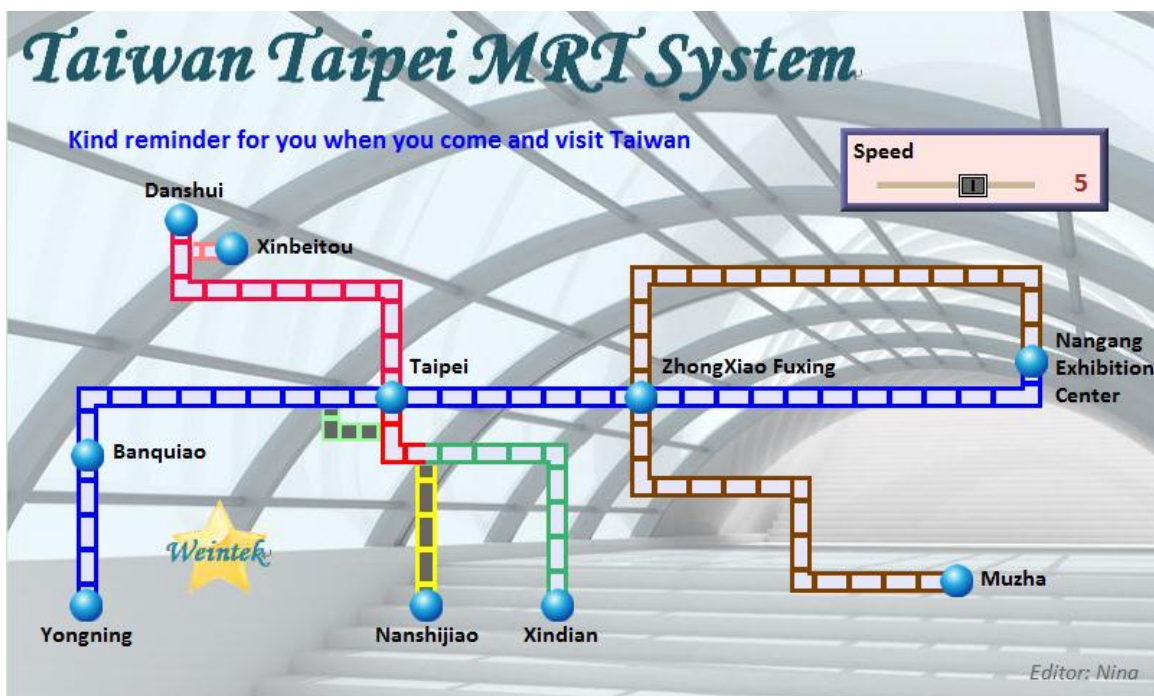 Taiwan Taipei MRT System
Kind reminder for you when you come and visit Taiwan
Speed
5
Danshui
Xinbeitou
Taipei
ZhongXiao Fuxing
Nangang
Exhibition
Center
Banquiao
Weintek
Muzha
Yongning
Nanshijiao
Xindian
Editor: Nina